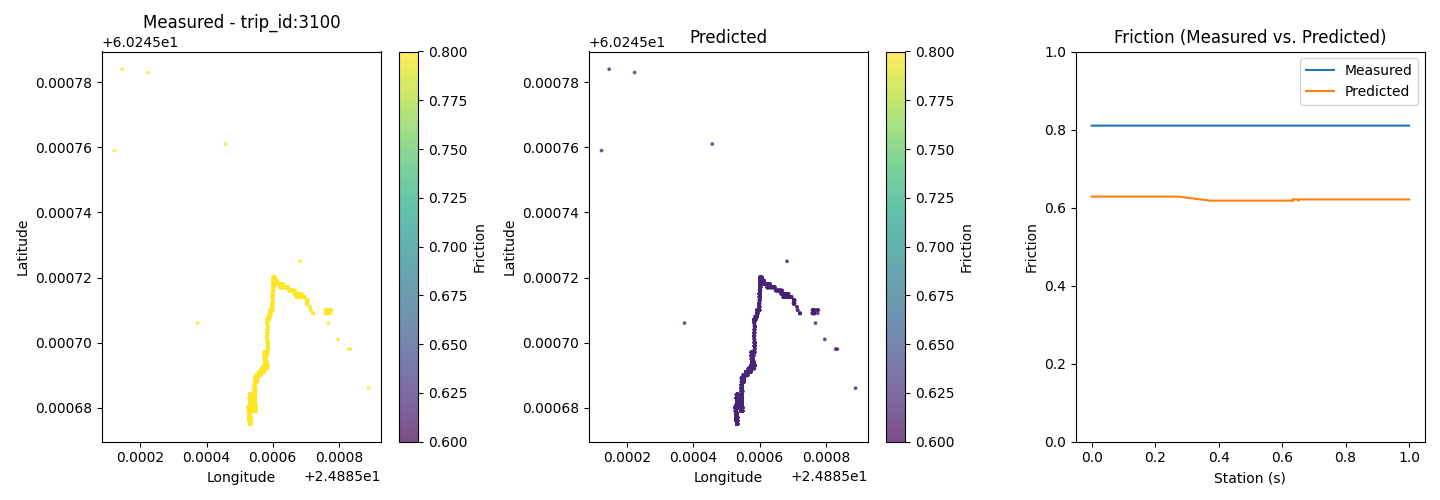 Measured - trip_id:3100
+6.0245e1
0.00078
0.00076
0.00074
0.00072
0.00070
0.00068
Latitude
0.0002 0.0004 0.0006 0.0008
Longitude +2.4885e1
0.800
0.775
0.750
0.725
0.700
0.675
0.650
0.625
0.600
Friction
Predicted
+6.0245e1
0.00078
0.00076
0.00074
0.00072
0.00070
0.00068
Latitude
0.0002 0.0004 0.0006 0.0008
Longitude +2.4885e1
0.800
0.775
0.750
0.725
0.700
0.675
0.650
0.625
0.600
Friction
Friction (Measured vs. Predicted)
Measured
Predicted
1.0
0.8
0.6
0.4
0.2
0.0
Friction
0.0 0.2 0.4 0.6 0.8 1.0
Station (s)